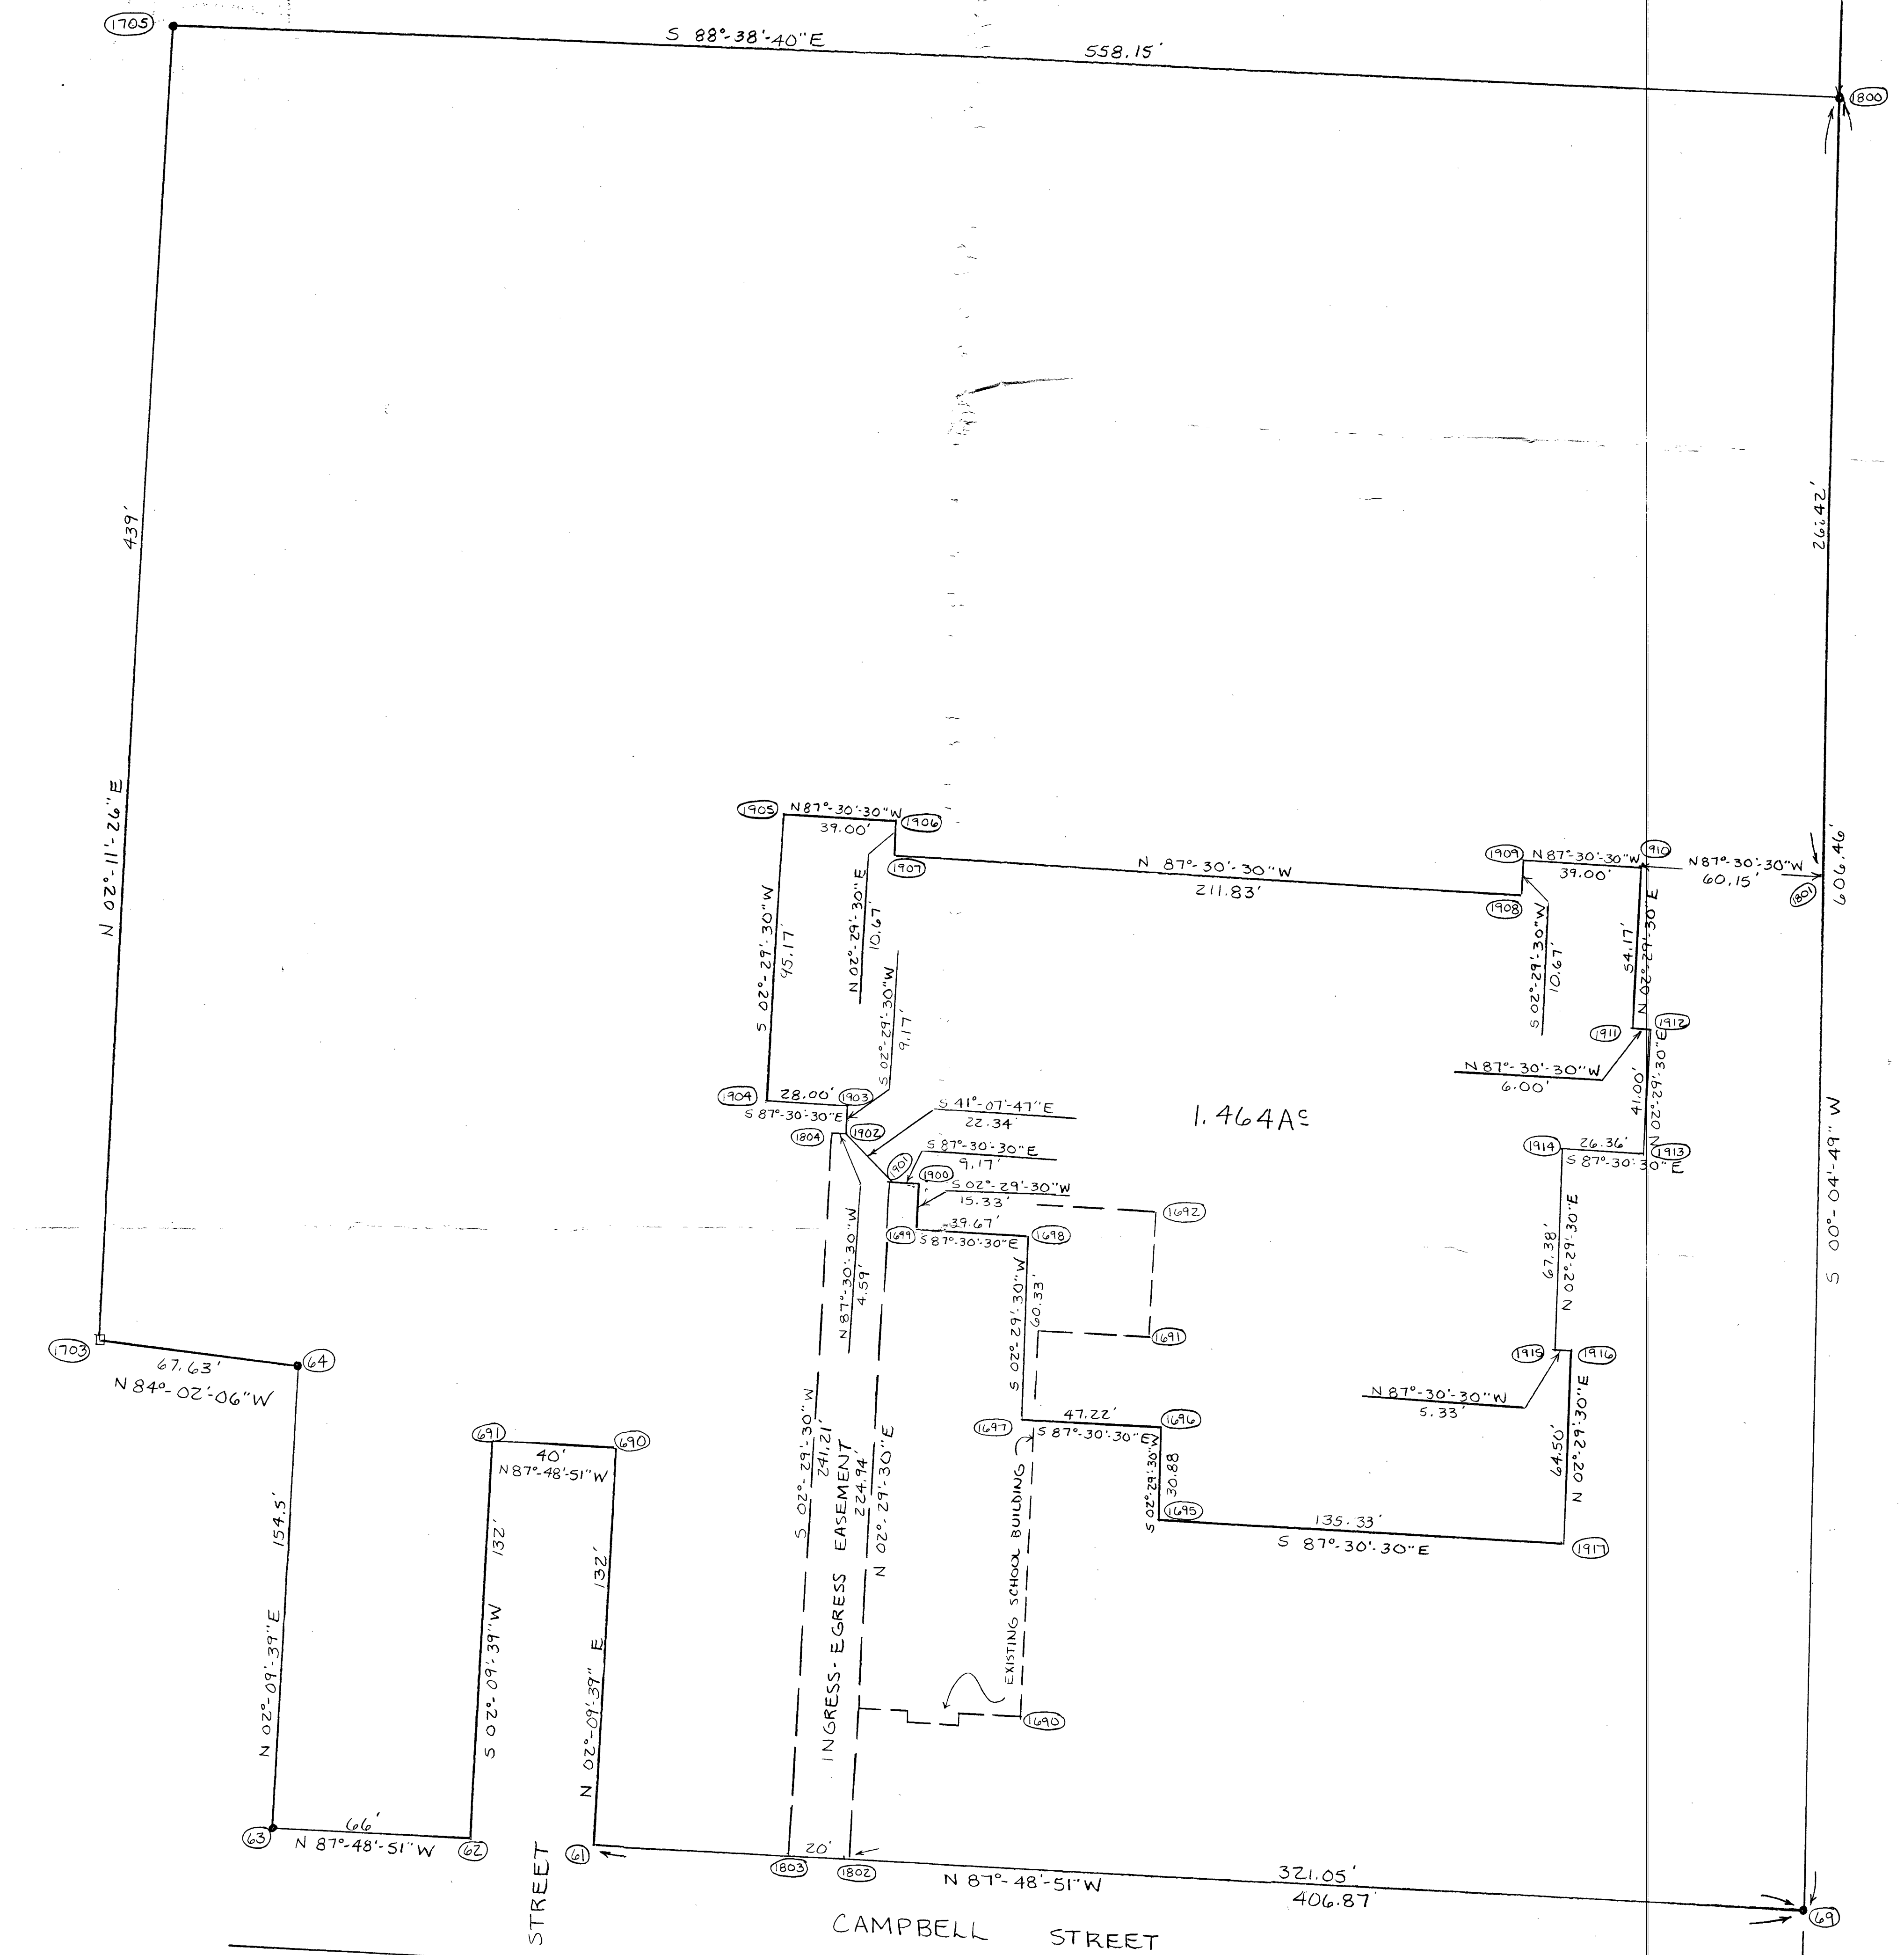 1705
S 88°-38'-40"E
558.15'
1800
439'
N 02°-11'-26"E
606.46'
S 00°-04'-49" W
1905
N87°-30'-30"W
39.00'
1906
1907
N 87°-30'-30"W
211.83'
1909
N87°-30'-30"W
39.00'
1910
N87°-30'-30"W
60.15'
1801
1908
S 02°-29'-30"W
N 02°-29'-30"E
10.67'
S 02°-29'-30"W
10.67'
54.17'
N 02°-29'-30"E
S 02°-29'-30"W
9.17'
1911
1912
N87°-30'-30"W
6.00'
41.00'
N 02°-29'-30"E
1904
28.00'
1903
S 87°-30'-30"E
1804
1902
S 41°-07'-47"E
22.34'
1.464Ac
1914
26.36'
1913
S 87°-30'-30"E
1901
S 87°-30-30"E
9.17'
1900
S 02°-29'-30"W
15.33'
1692
1699
39.67'
S 87°-30'-30"E
1698
N 87°-30'-30"W
4.59'
S 02°-29'-30"W
60.33'
1691
67.38'
N 02°-29'-30"E
1915
1916
N 87°-30'-30"W
5.33'
1703
67.63'
N 84°-02'-06"W
64
691
40'
N87°-48'-51"W
690
1697
47.22'
S 87°-30'-30"E
1696
S 02°-29'-30"W
30.88
1695
135.33'
S 87°-30'-30"E
64.50'
N 02°-29'-30"E
1917
154.5'
N 02°-09'-39"E
132'
S 02°-09'-39"W
132'
N 02°-09'-39" E
S 02°-29'-30"W
241.21'
INGRESS-EGRESS EASEMENT
224.94'
N 02°-29'-30"E
EXISTING SCHOOL BUILDING
1690
63
66'
N 87°-48'-51"W
62
STREET
61
1803
20'
1802
N 87°-48'-51"W
321.05'
406.87'
69
CAMPBELL STREET